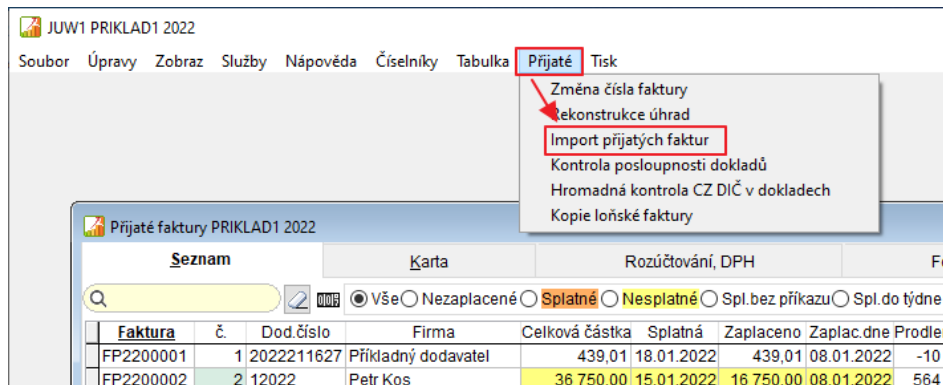 JUW1 PRIKLAD1 2022
Soubor Úpravy Zobraz Služby Nápověda Číselníky Tabulka Přijaté Tisk
Změna čísla faktury
Rekonstrukce úhrad
Import přijatých faktur
Kontrola posloupnosti dokladů
Hromadná kontrola CZ DIČ v dokladech
Kopie loňské faktury
Přijaté faktury PRIKLAD1 2022
Seznam Karta Rozúčtování, DPH
Vše Nezaplacené Splatné Nesplatné Spl.bez příkazu Spl.do týdne
Faktura č. Dod.číslo Firma Celková částka Splatná Zaplaceno Zaplac.dne Prodle
FP2200001 1 2022211627 Příkladný dodavatel 439,01 18.01.2022 439,01 08.01.2022 -10
FP2200002 2 12022 Petr Kos 36 750,00 15.01.2022 16 750,00 08.01.2022 564